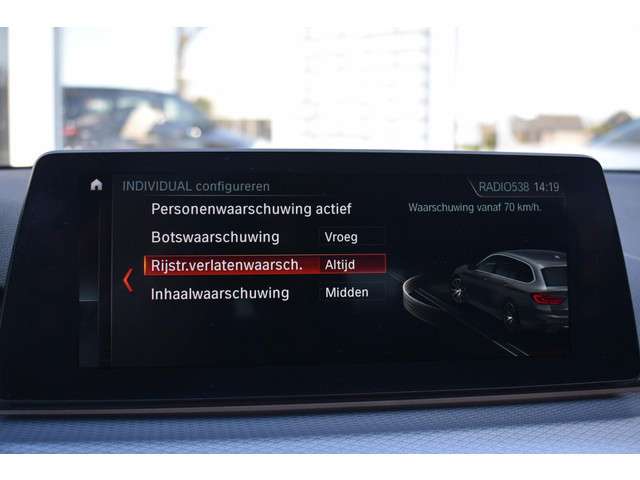 INDIVIDUAL configureren
RADIO538 14:19
Personenwaarschuwing actief
Waarschuwing vanaf 70 km/h.
Botswaarschuwing Vroeg
Rijstr.verlatenwaarsch. Altijd
Inhaalwaarschuwing Midden